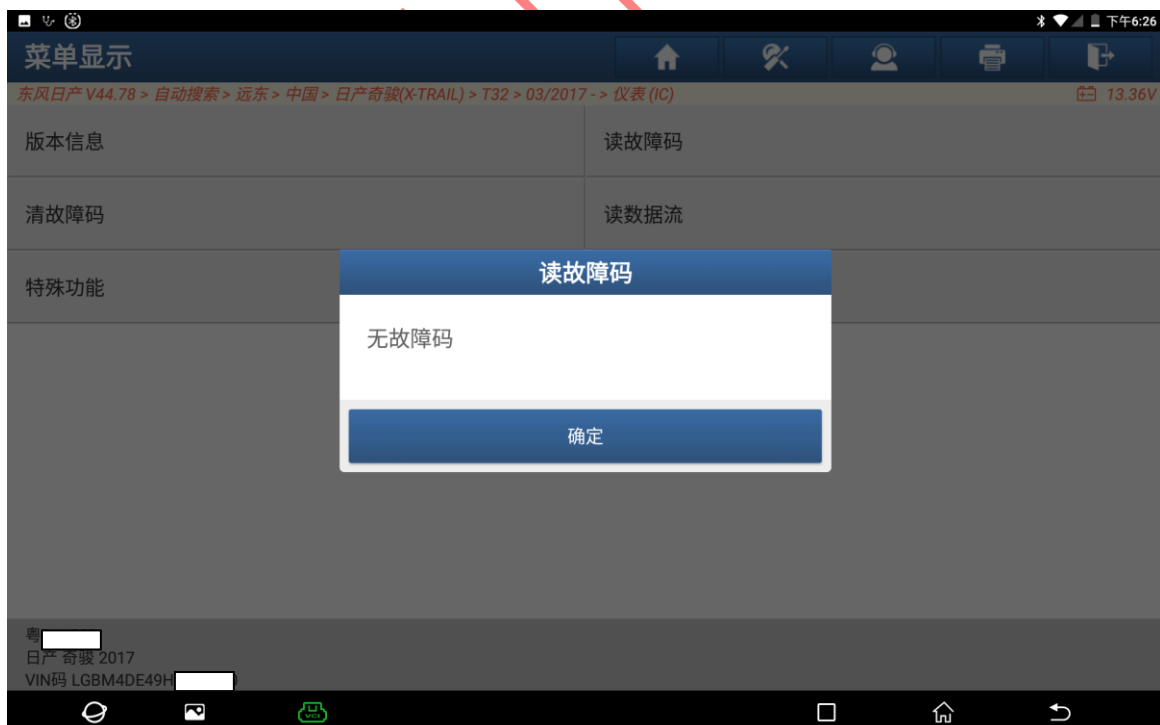 下午6:26
菜单显示
东风日产 V44.78 > 自动搜索 > 远东 > 中国 > 日产奇骏(X-TRAIL) > T32 > 03/2017 - > 仪表 (IC)
13.36V
版本信息
读故障码
清故障码
读数据流
特殊功能
读故障码
无故障码
确定
粤
日产 奇骏 2017
VIN码 LGBM4DE49H
VCI